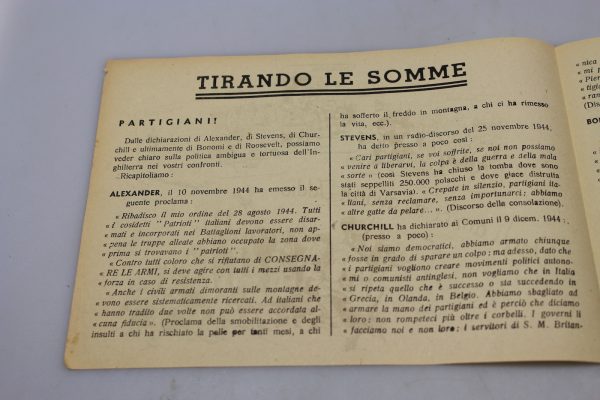 TIRANDO LE SOMME
PARTIGIANI!
Dalle dichiarazioni di Alexander, di Stevens, di Chur-
chill e ultimamente di Bonomi e di Roosvelt, possiamo
veder chiaro sulla politica ambigua e tortuosa dell'In-
ghilterra nei vostri confronti.
Ricapitoliamo:
ALEXANDER, il 10 novembre 1944 ha emesso il se-
guente proclama:
« Ribadisco il mio ordine del 28 agosto 1944. Tutti
« i cosidetti " Patrioti " italiani devono essere disar-
« mati e incorporati nei Battaglioni lavoratori, non ap-
« pena le truppe alleate abbiano occupato la zona dove
« prima si trovavano i " patrioti ".
« Contro tutti coloro che si rifiutano di CONSEGNA-
« RE LE ARMI, si deve agire con tutti i mezzi usando la
« forza in caso di resistenza.
« Anche i civili armati dimoranti sulle montagne de-
« vono essere sistematicamente ricercati. Ad italiani che
« hanno tradito due volte non può essere accordata al-
« cuna fiducia ». (Proclama della smobilitazione e degli
insulti a chi ha rischiato la pelle per tanti mesi, a chi
ha sofferto il freddo in montagna, a chi ci ha rimesso
la vita, ecc.).
STEVENS, in un radio-discorso del 25 novembre 1944,
ha detto presso a poco così:
« Cari partigiani, se voi soffrite, se noi non possiamo
« venire a liberarvi, la colpa è della guerra e della mala
« sorte » (così Stevens ha chiuso la tomba dove sono
stati seppelliti 250.000 polacchi e dove giace distrutta
la città di Varsavia). « Crepate in silenzio, partigiani ita-
« liani, senza reclamare, senza importunarci: abbiamo
« altre gatte da pelare... ». (Discorso della consolazione).
CHURCHILL ha dichiarato ai Comuni il 9 dicem. 1944:
(presso a poco):
« Noi siamo democratici, abbiamo armato chiunque
« fosse in grado di sparare un colpo: ma adesso, dato che
« i partigiani vogliono creare movimenti politici autono-
« mi o comunisti antinglesi, non vogliamo che in Italia
« si ripeta quello che è successo o sta succedendo in
« Grecia, in Olanda, in Belgio. Abbiamo sbagliato ad
« armare la mano dei partigiani ed è perciò che diciamo
« loro: non rompeteci più oltre i corbelli. I governi li
« facciamo noi e non loro: i servitori di S. M. Britan-
« nica
« mi p
« Pier
« tigi
« ran
(Dis
BO